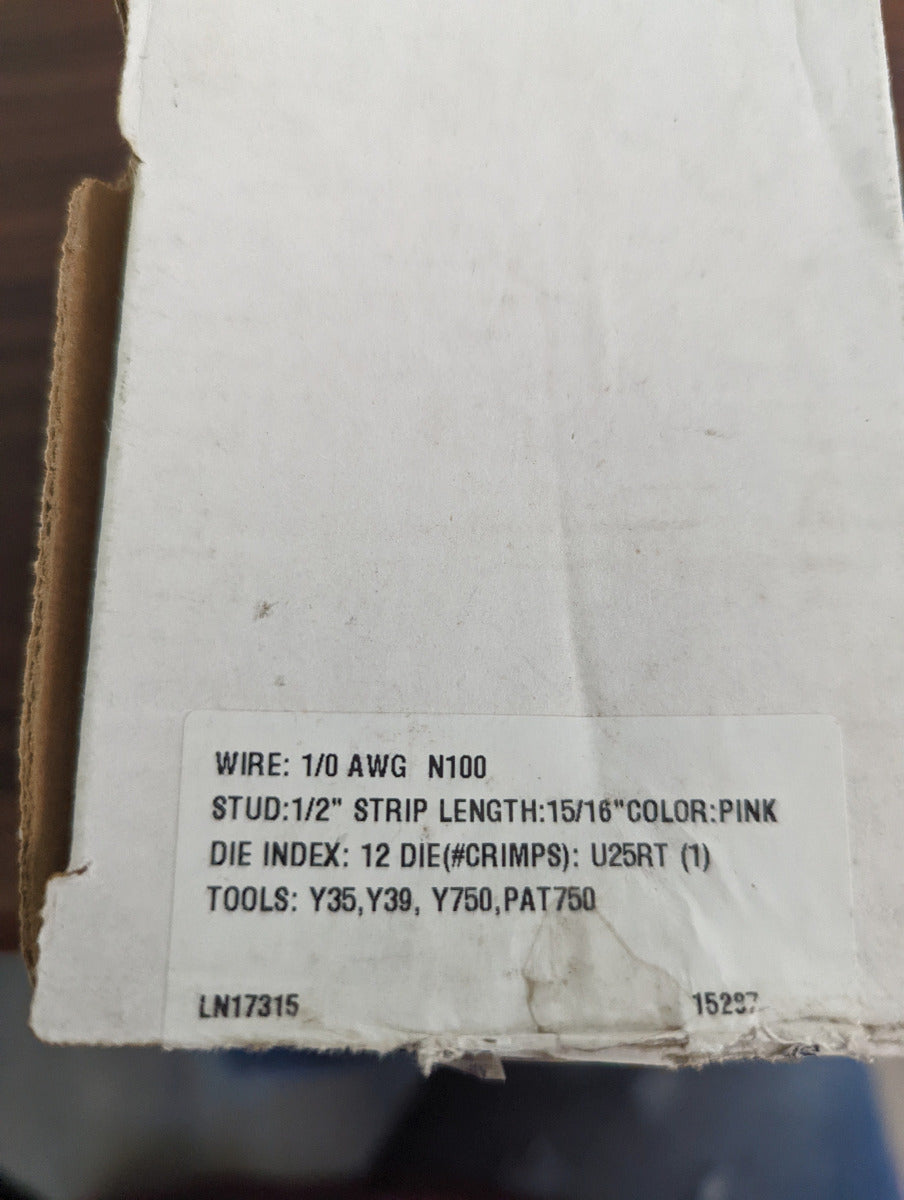 WIRE: 1/0 AWG N100
STUD:1/2" STRIP LENGTH:15/16"COLOR:PINK
DIE INDEX: 12 DIE(#CRIMPS): U25RT (1)
TOOLS: Y35,Y39, Y750,PAT750
LN17315